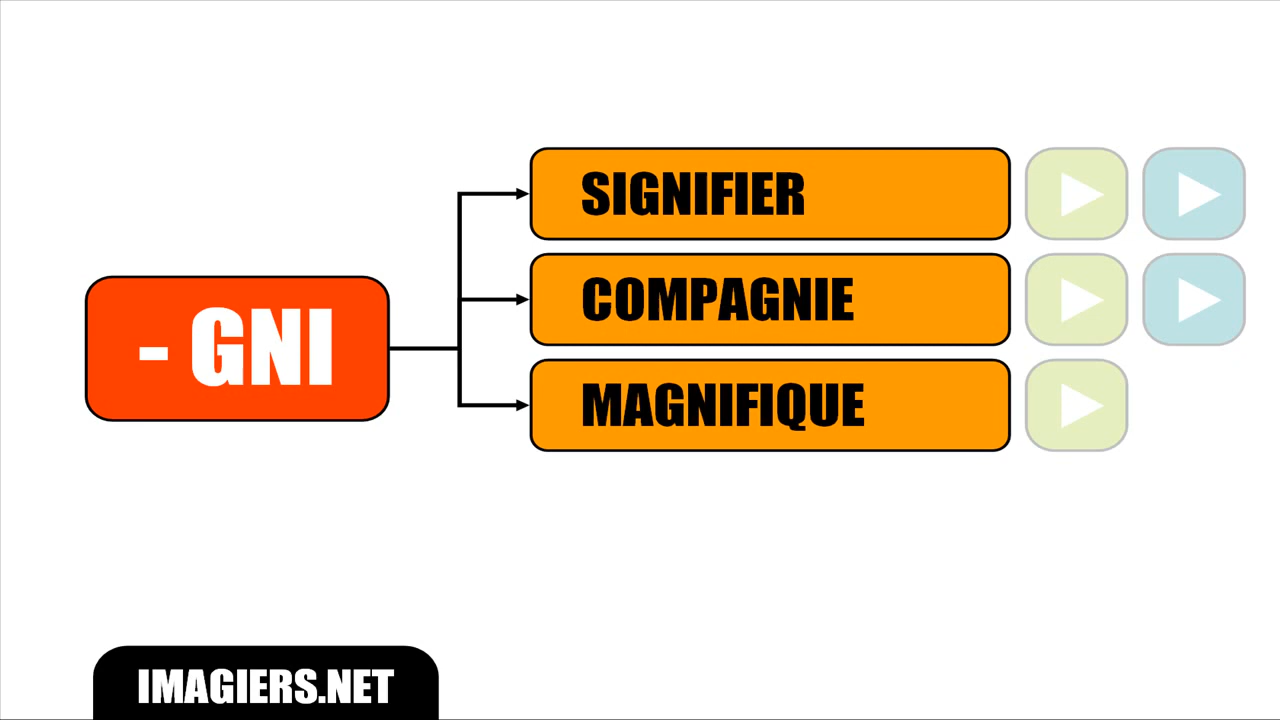 - GNI
SIGNIFIER
COMPAGNIE
MAGNIFIQUE
IMAGIERS.NET